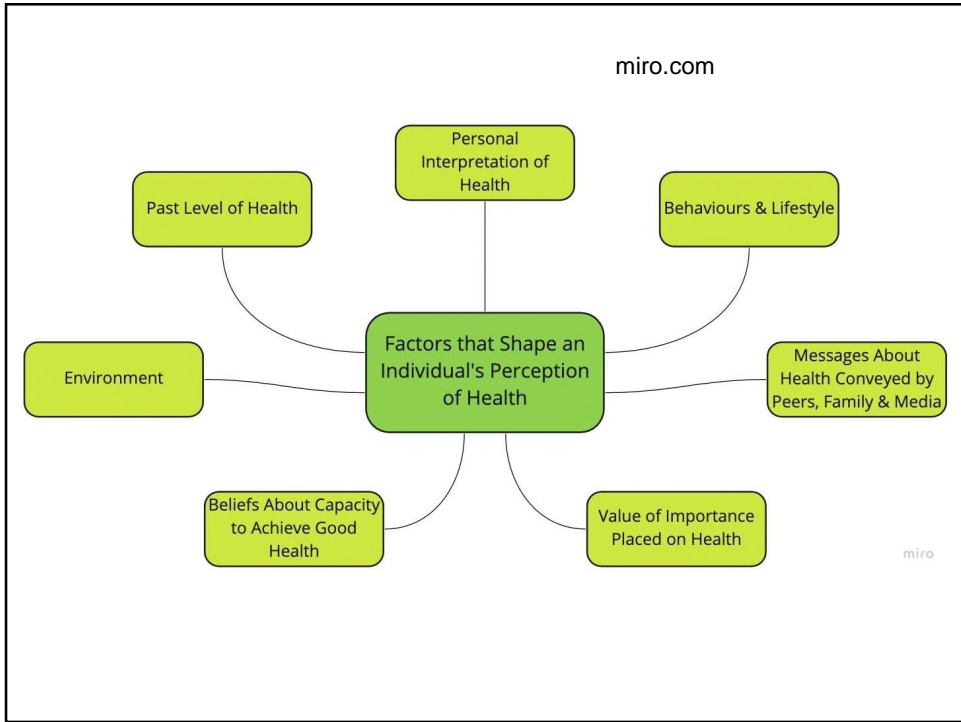 miro.com
Personal
Interpretation of
Health
Past Level of Health
Behaviours & Lifestyle
Factors that Shape an
Individual's Perception
of Health
Environment
Messages About
Health Conveyed by
Peers, Family & Media
Beliefs About Capacity
to Achieve Good
Health
Value of Importance
Placed on Health
miro